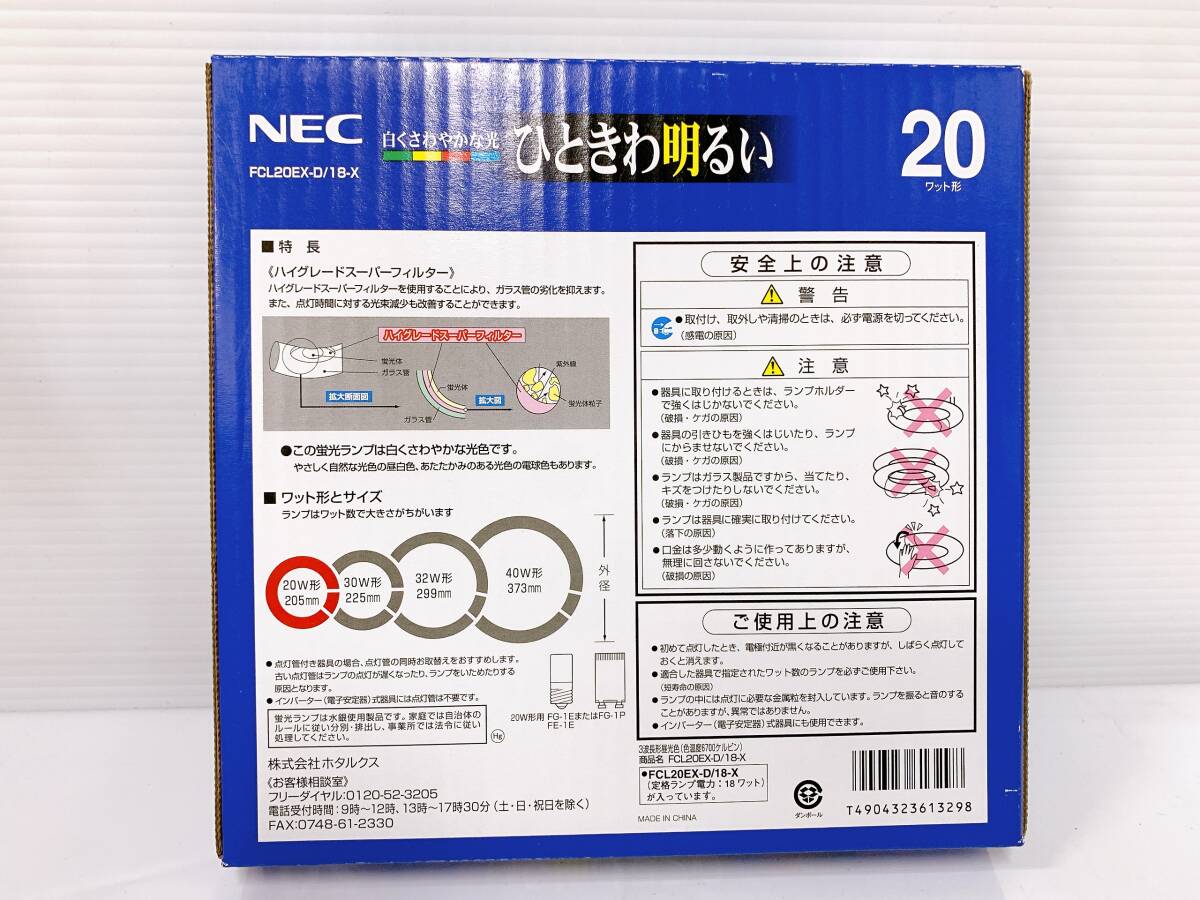 NEC
FCL20EX-D/18-X
白くさわやかな光
ひときわ明るい
20
ワット形
■特 長
《ハイグレードスーパーフィルター》
ハイグレードスーパーフィルターを使用することにより、ガラス管の劣化を抑えます。
また、点灯時間に対する光束減少も改善することができます。
ハイグレードスーパーフィルター
蛍光体
ガラス管
拡大断面図
蛍光体
ガラス管
拡大図
紫外線
蛍光体粒子
●この蛍光ランプは白くさわやかな光色です。
やさしく自然な光色の昼白色、あたたかみのある光色の電球色もあります。
■ワット形とサイズ
ランプはワット数で大きさがちがいます
20W形
205mm
30W形
225mm
32W形
299mm
40W形
373mm
外径
●点灯管付き器具の場合、点灯管の同時お取替えをおすすめします。
古い点灯管はランプの点灯が遅くなったり、ランプをいためたりする
原因となります。
●インバーター(電子安定器)式器具には点灯管は不要です。
20W形用 FG-1EまたはFG-1P
FE-1E
蛍光ランプは水銀使用製品です。家庭では自治体の
ルールに従い分別・排出し、事業所では法令に従い
処理してください。
Hg
株式会社ホタルクス
《お客様相談室》
フリーダイヤル:0120-52-3205
電話受付時間:9時〜12時、13時〜17時30分(土・日・祝日を除く)
FAX:0748-61-2330
安全上の注意
警 告
●取付け、取外しや清掃のときは、必ず電源を切ってください。
(感電の原因)
注 意
●器具に取り付けるときは、ランプホルダー
で強くはじかないでください。
(破損・ケガの原因)
●器具の引きひもを強くはじいたり、ランプ
にからませないでください。
(破損・ケガの原因)
●ランプはガラス製品ですから、当てたり、
キズをつけたりしないでください。
(破損・ケガの原因)
●ランプは器具に確実に取り付けてください。
(落下の原因)
●口金は多少動くように作ってありますが、
無理に回さないでください。
(破損の原因)
ご使用上の注意
●初めて点灯したとき、電極付近が黒くなることがありますが、しばらく点灯して
おくと消えます。
●適合した器具で指定されたワット数のランプを必ずご使用下さい。
(短寿命の原因)
●ランプの中には点灯に必要な金属粒を封入しています。ランプを振ると音のする
ことがありますが、異常ではありません。
●インバーター(電子安定器)式器具にも使用できます。
3波長形昼光色(色温度6700ケルビン)
商品名 FCL20EX-D/18-X
●FCL20EX-D/18-X
(定格ランプ電力:18ワット)
が入っています。
MADE IN CHINA
ダンボール
T4904323613298